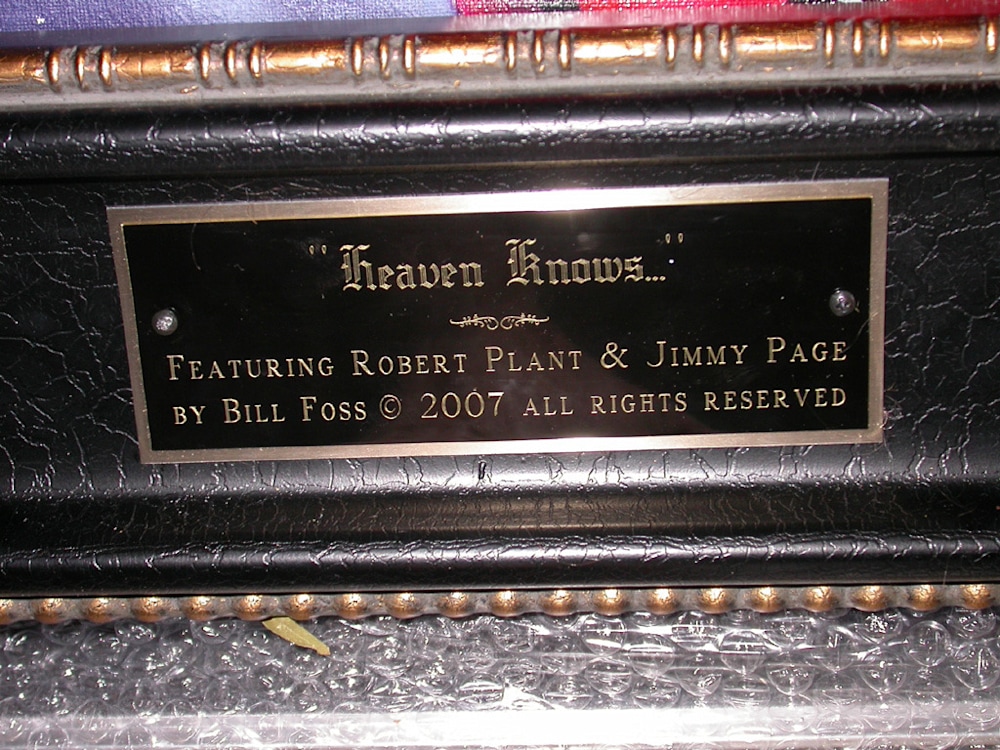 "Heaven Knows..."
Featuring Robert Plant & Jimmy Page
by Bill Foss © 2007 all rights reserved